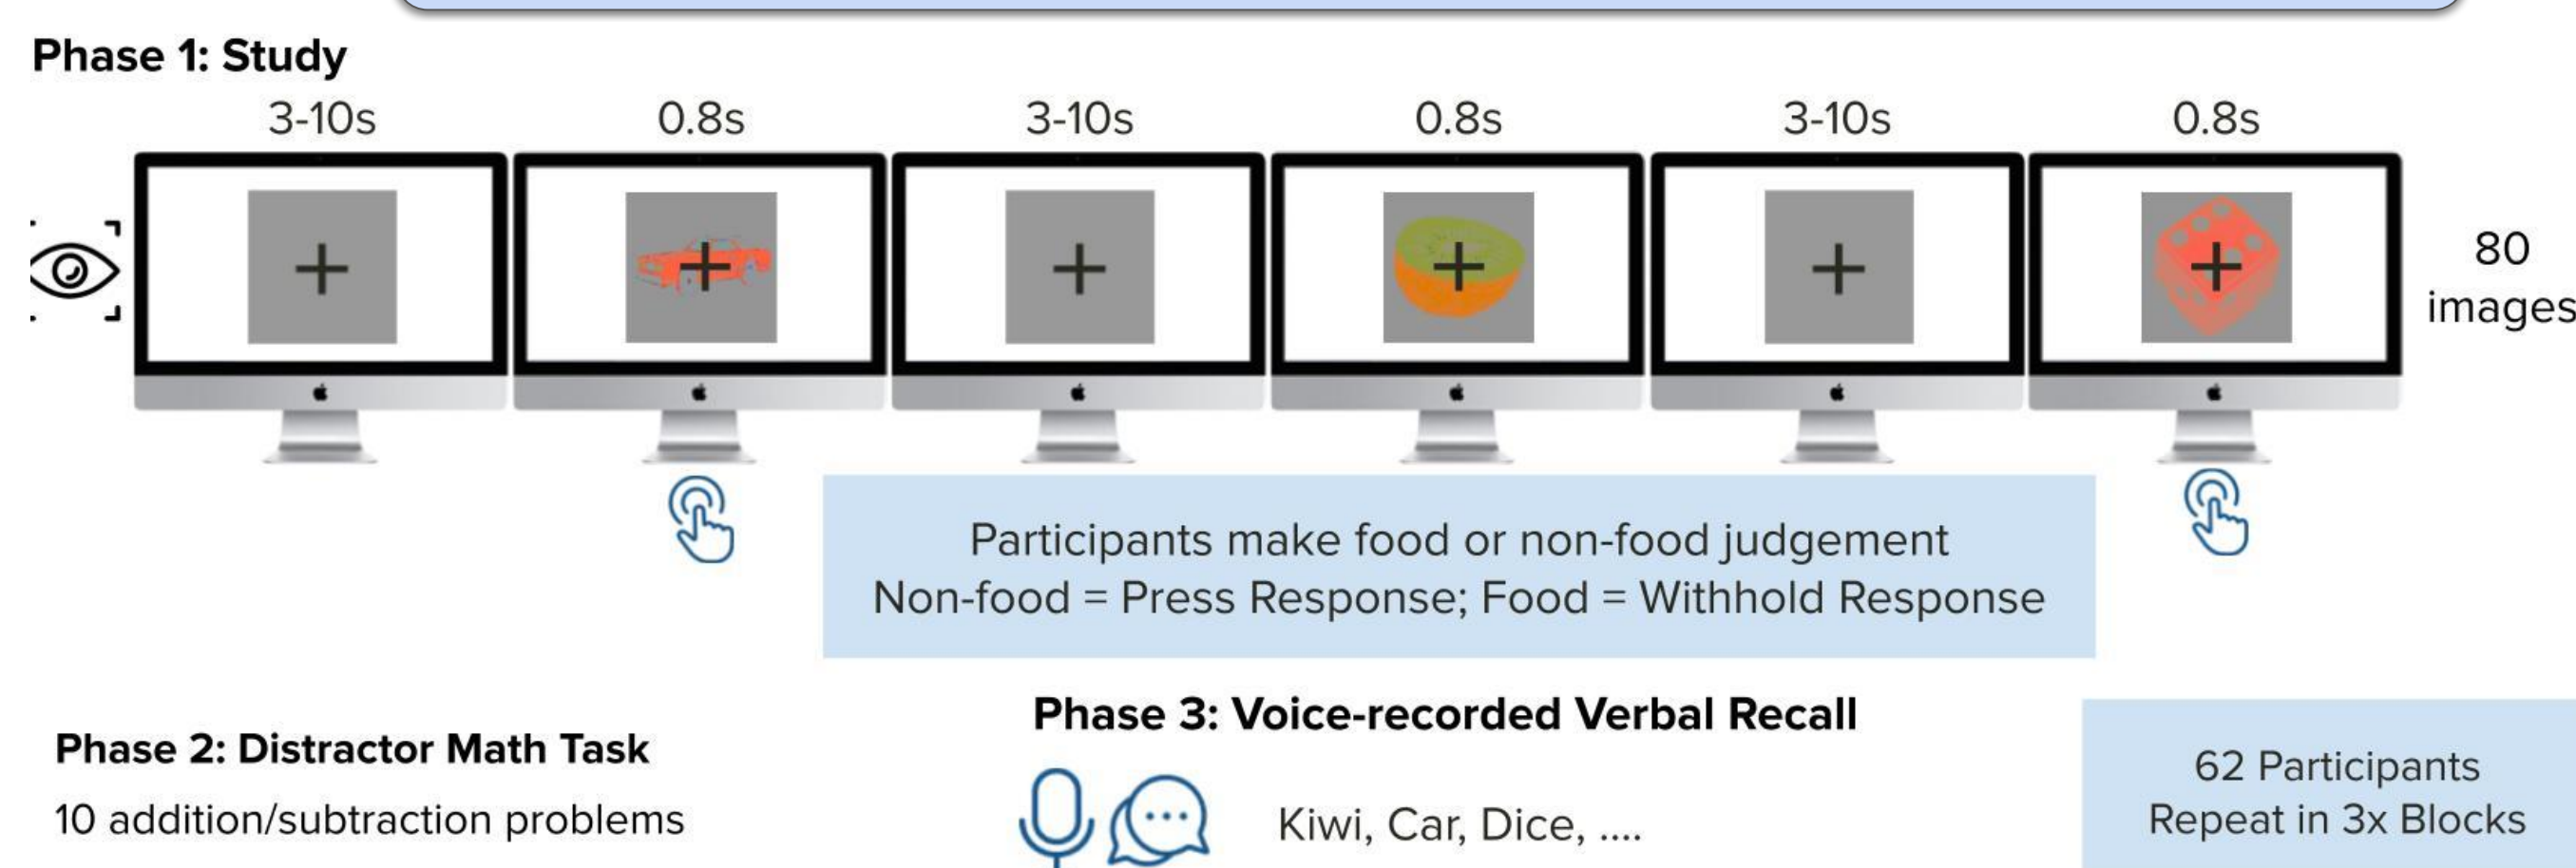 Phase 1: Study
3-10s 0.8s 3-10s 0.8s 3-10s 0.8s
80
images
Participants make food or non-food judgement
Non-food = Press Response; Food = Withhold Response
Phase 2: Distractor Math Task
10 addition/subtraction problems
Phase 3: Voice-recorded Verbal Recall
Kiwi, Car, Dice, ....
62 Participants
Repeat in 3x Blocks